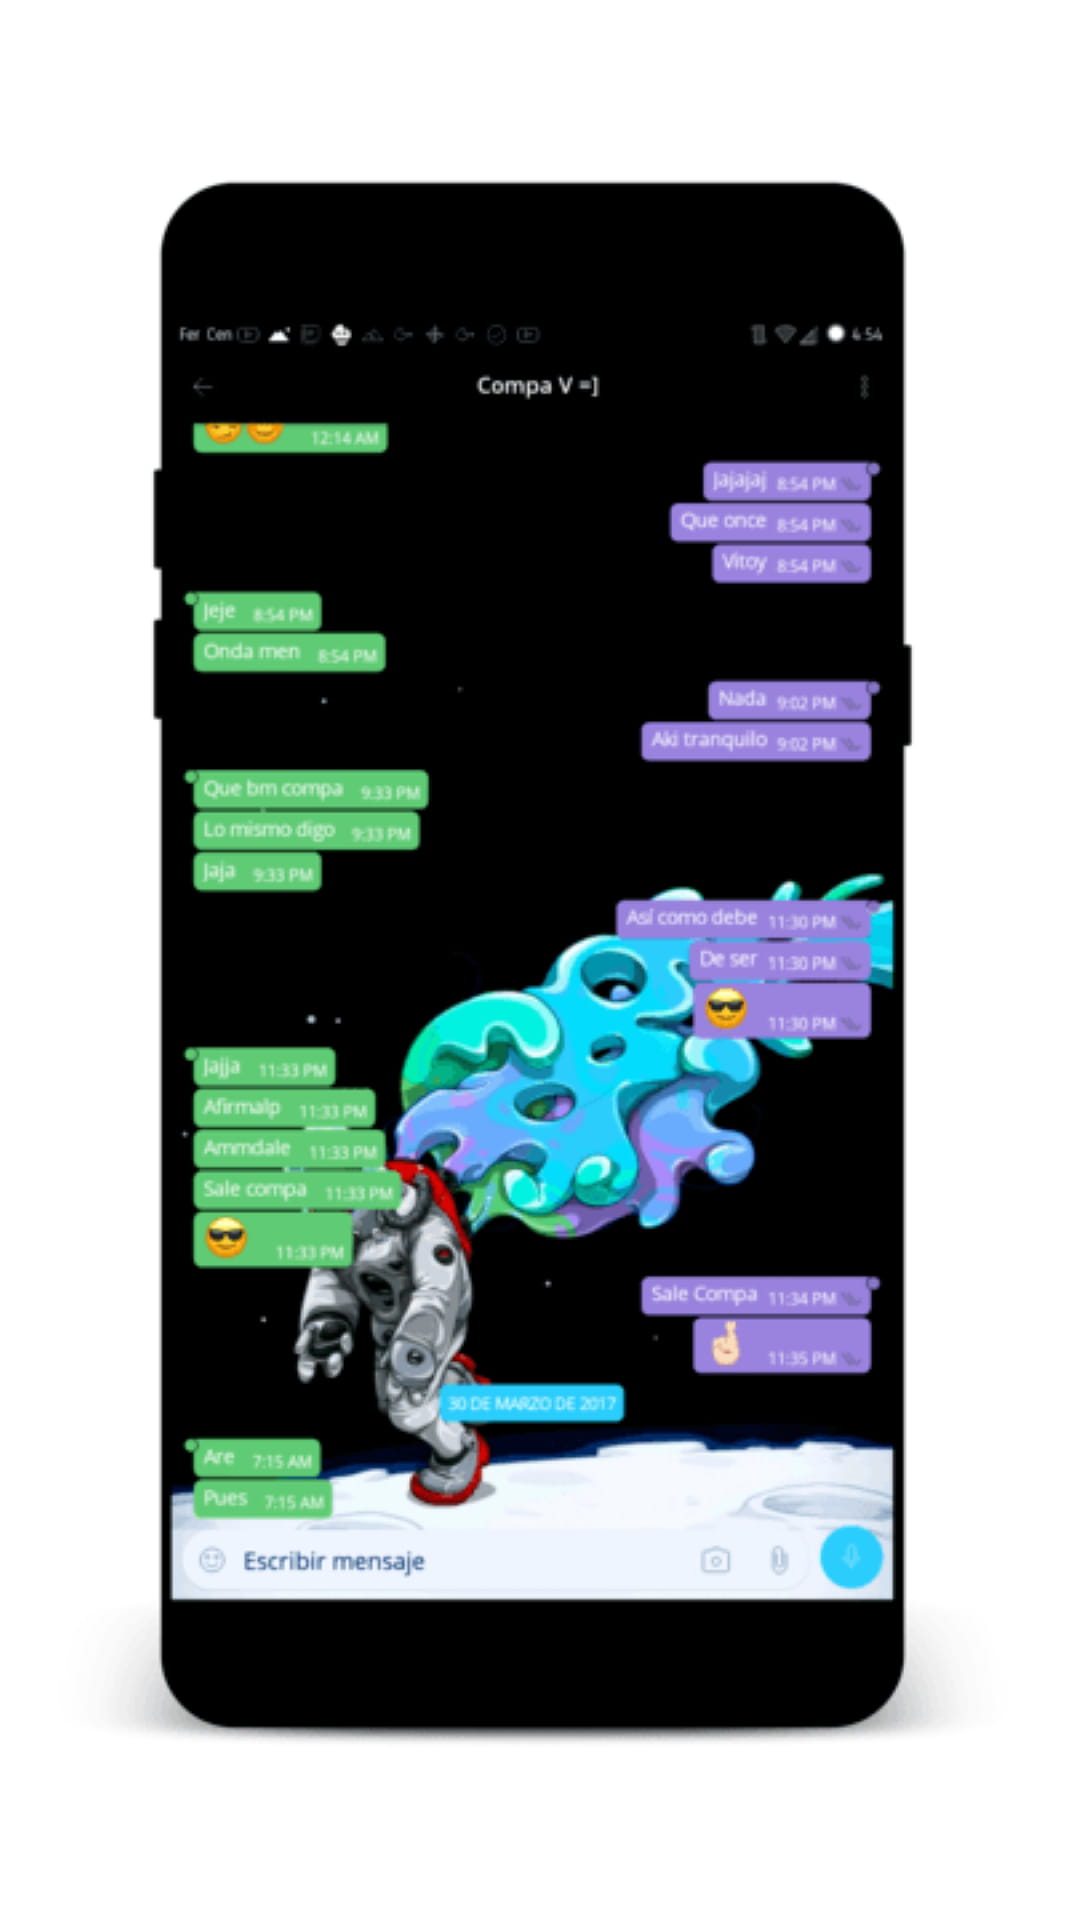 Fer Cen 4:54
Compa V =]
12:14 AM
Jajajaj 8:54 PM
Que once 8:54 PM
Vitoy 8:54 PM
Jeje 8:54 PM
Onda men 8:54 PM
Nada 9:02 PM
Aki tranquilo 9:02 PM
Que bm compa 9:33 PM
Lo mismo digo 9:33 PM
Jaja 9:33 PM
Así como debe 11:30 PM
De ser 11:30 PM
😎 11:30 PM
Jajja 11:33 PM
Afirmalp 11:33 PM
Ammdale 11:33 PM
Sale compa 11:33 PM
😎 11:33 PM
Sale Compa 11:34 PM
🤞🏻 11:35 PM
30 DE MARZO DE 2017
Are 7:15 AM
Pues 7:15 AM
Escribir mensaje